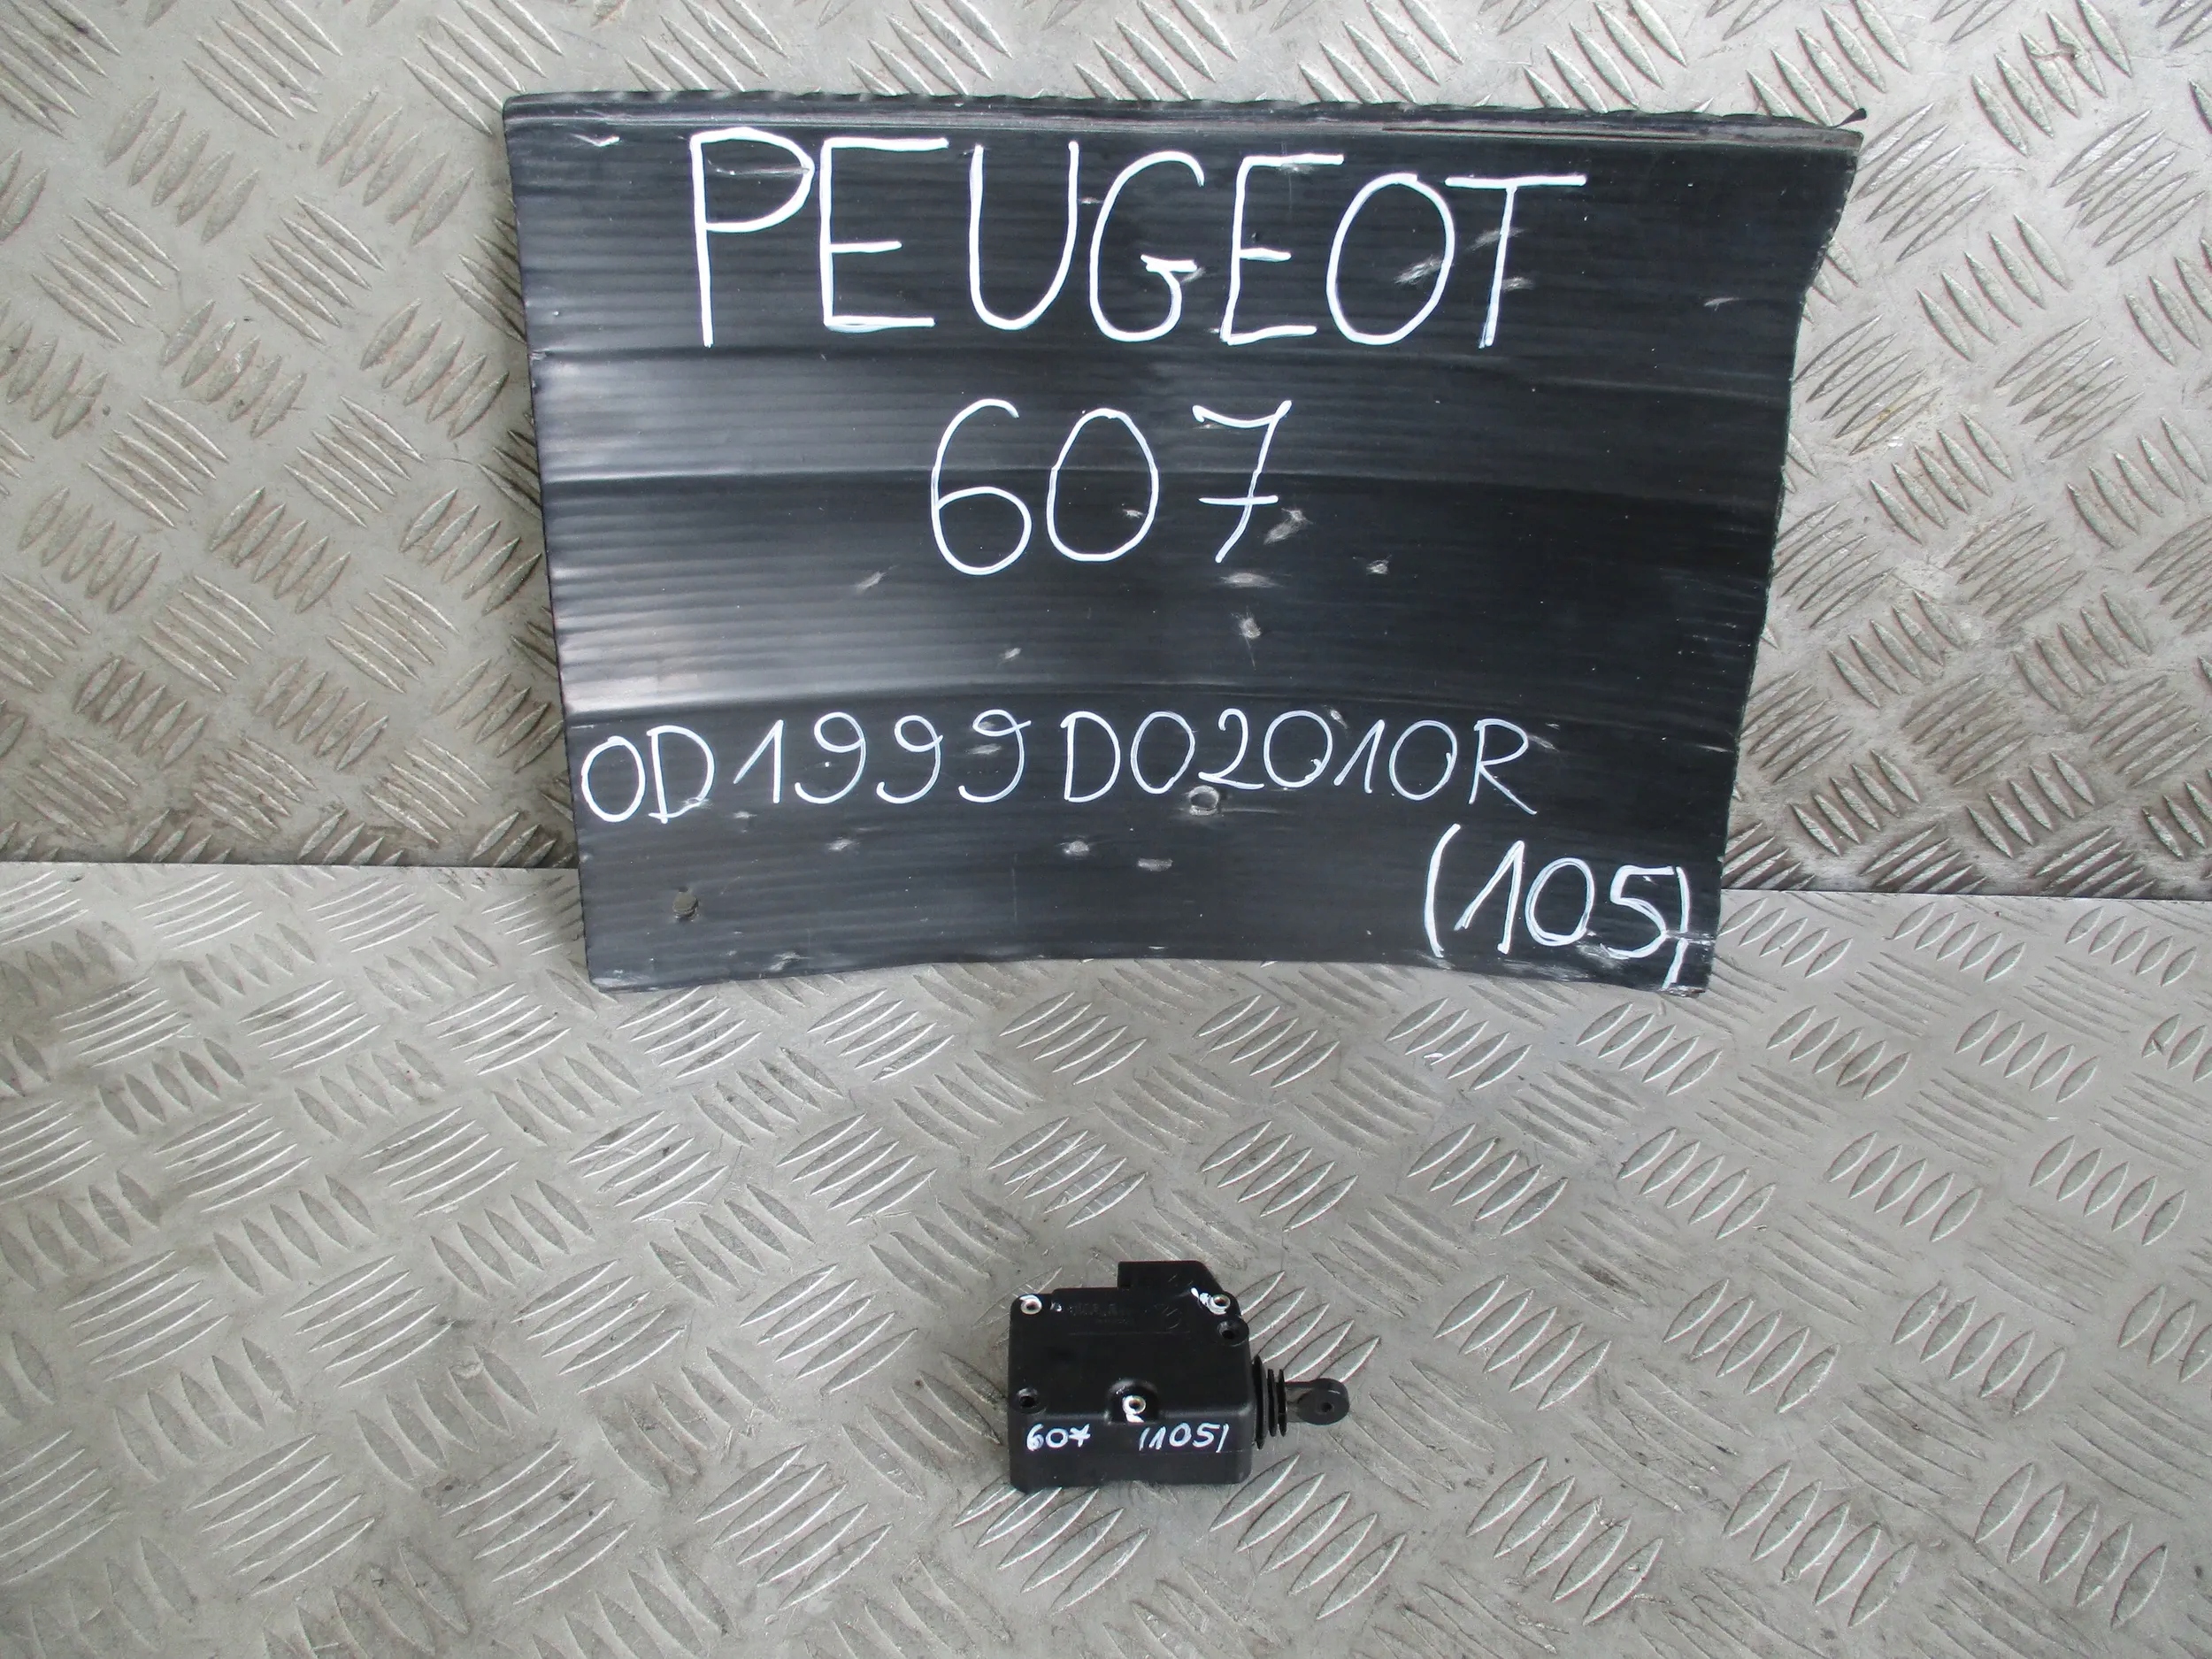 PEUGEOT
607
OD 1999 DO 2010R
(105)
607 (105)